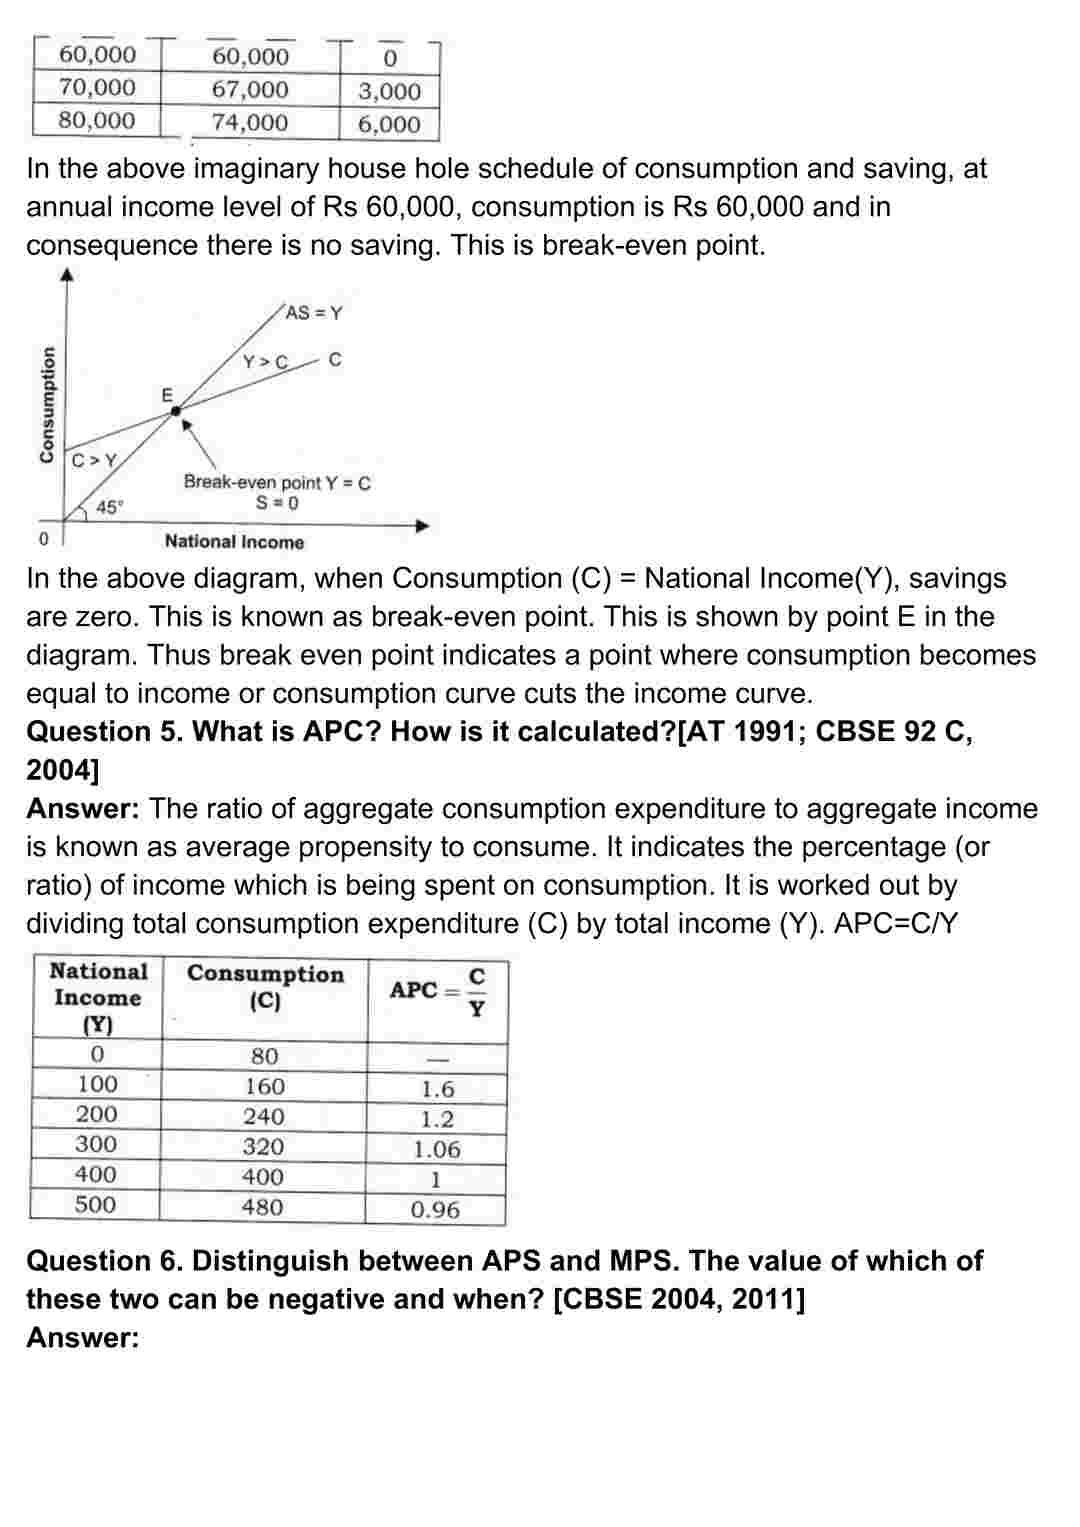 60,000 60,000 0
70,000 67,000 3,000
80,000 74,000 6,000
In the above imaginary house hole schedule of consumption and saving, at
annual income level of Rs 60,000, consumption is Rs 60,000 and in
consequence there is no saving. This is break-even point.
AS = Y
Y > C C
E
Consumption
C > Y
Break-even point Y = C
S = 0
45°
0
National Income
In the above diagram, when Consumption (C) = National Income(Y), savings
are zero. This is known as break-even point. This is shown by point E in the
diagram. Thus break even point indicates a point where consumption becomes
equal to income or consumption curve cuts the income curve.
Question 5. What is APC? How is it calculated?[AT 1991; CBSE 92 C,
2004]
Answer: The ratio of aggregate consumption expenditure to aggregate income
is known as average propensity to consume. It indicates the percentage (or
ratio) of income which is being spent on consumption. It is worked out by
dividing total consumption expenditure (C) by total income (Y). APC=C/Y
National Income (Y) Consumption (C) APC = C/Y
0 80 —
100 160 1.6
200 240 1.2
300 320 1.06
400 400 1
500 480 0.96
Question 6. Distinguish between APS and MPS. The value of which of
these two can be negative and when? [CBSE 2004, 2011]
Answer: